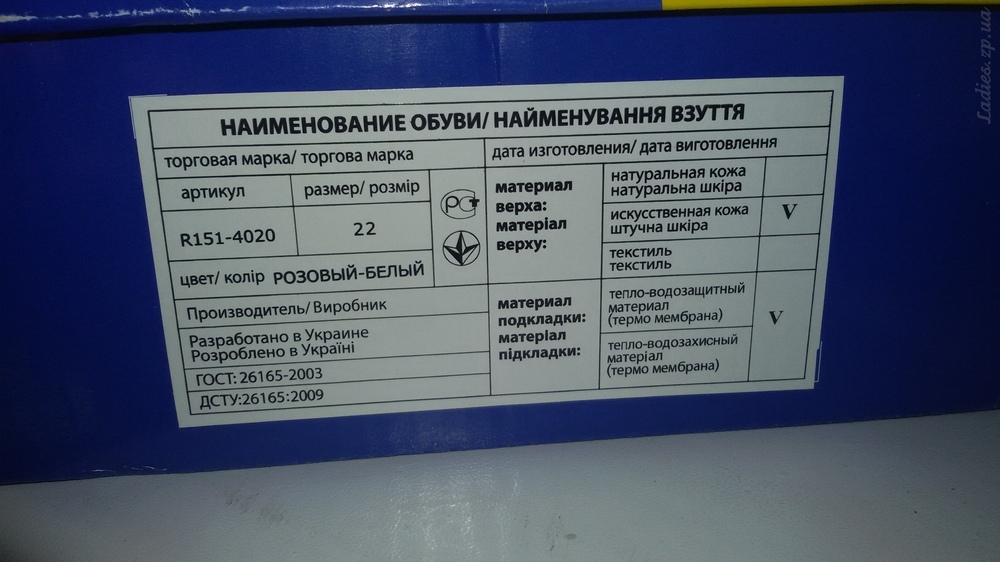 НАИМЕНОВАНИЕ ОБУВИ/ НАЙМЕНУВАННЯ ВЗУТТЯ
торговая марка/ торгова марка
дата изготовления/ дата виготовлення
артикул
размер/ розмір
R151-4020
22
цвет/ колір РОЗОВЫЙ-БЕЛЫЙ
Производитель/ Виробник
Разработано в Украине
Розроблено в Україні
ГОСТ: 26165-2003
ДСТУ:26165:2009
РСТ
материал
верха:
матеріал
верху:
натуральная кожа
натуральна шкіра
искусственная кожа
штучна шкіра
V
текстиль
текстиль
материал
подкладки:
матеріал
підкладки:
тепло-водозащитный
материал
(термо мембрана)
V
тепло-водозахисный
матеріал
(термо мембрана)
Ladies.zp.ua